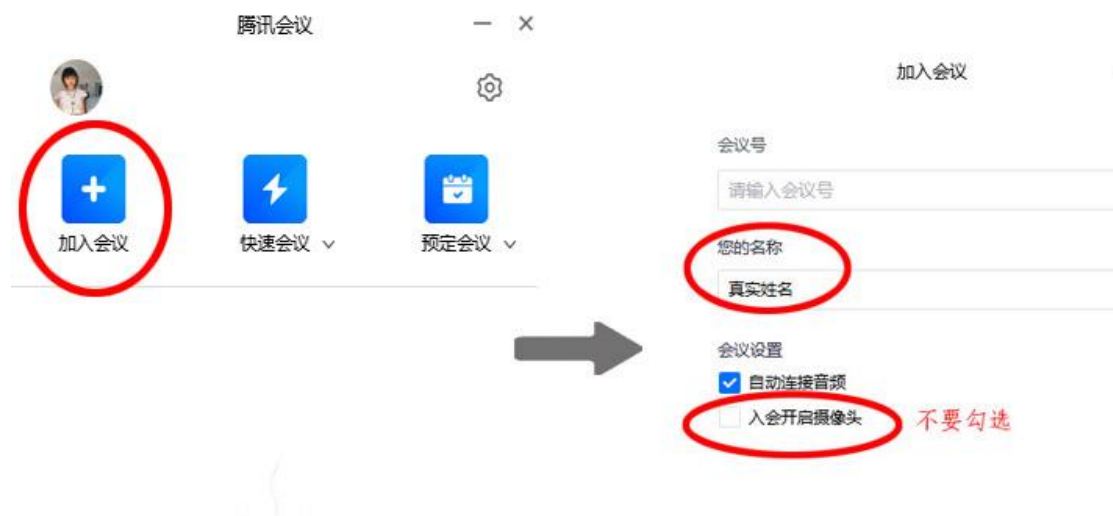 腾讯会议
加入会议
快速会议
预定会议
加入会议
会议号
请输入会议号
您的名称
真实姓名
会议设置
自动连接音频
入会开启摄像头
不要勾选